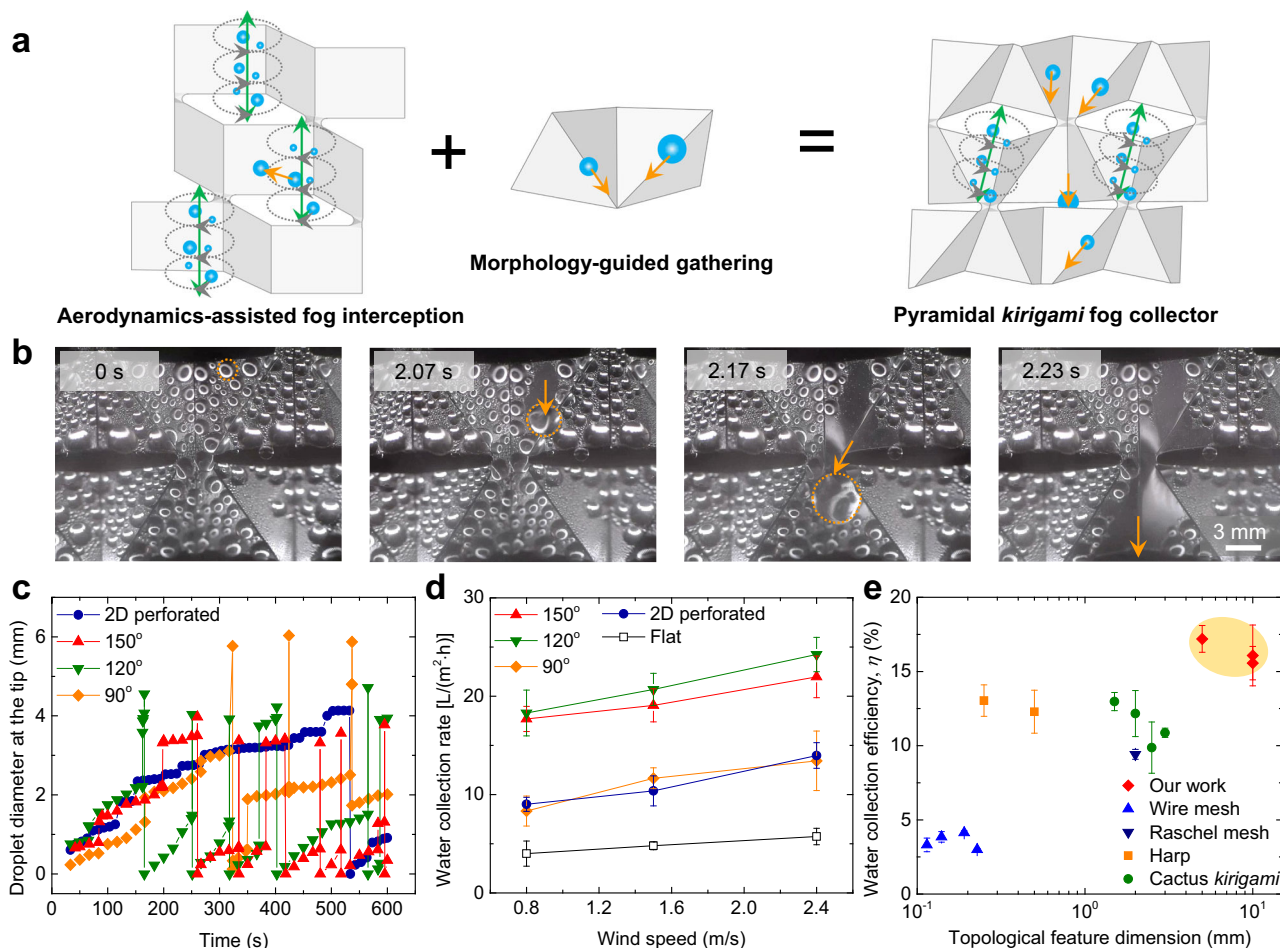 a
+
=
Morphology-guided gathering
Aerodynamics-assisted fog interception
Pyramidal kirigami fog collector
b
0 s
2.07 s
2.17 s
2.23 s
3 mm
c
Droplet diameter at the tip (mm)
6
4
2
0
2D perforated
150°
120°
90°
0 100 200 300 400 500 600
Time (s)
d
Water collection rate [L/(m²·h)]
30
20
10
0
150°
120°
90°
2D perforated
Flat
0.8 1.2 1.6 2.0 2.4
Wind speed (m/s)
e
Water collection efficiency, η (%)
20
15
10
5
0
Our work
Wire mesh
Raschel mesh
Harp
Cactus kirigami
10⁻¹ 10⁰ 10¹
Topological feature dimension (mm)